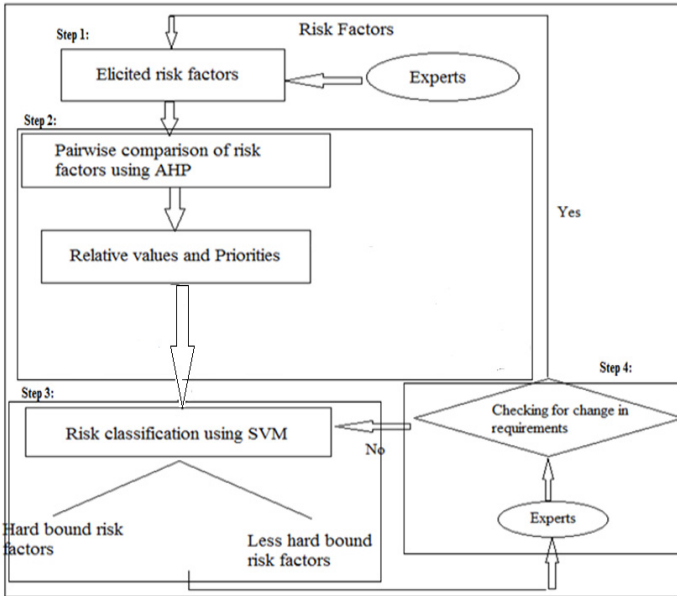 Step 1:
Risk Factors
Elicited risk factors
Experts
Step 2:
Pairwise comparison of risk
factors using AHP
Yes
Relative values and Priorities
Step 4:
Step 3:
Checking for change in
requirements
Risk classification using SVM
No
Hard bound risk
factors
Less hard bound
risk factors
Experts